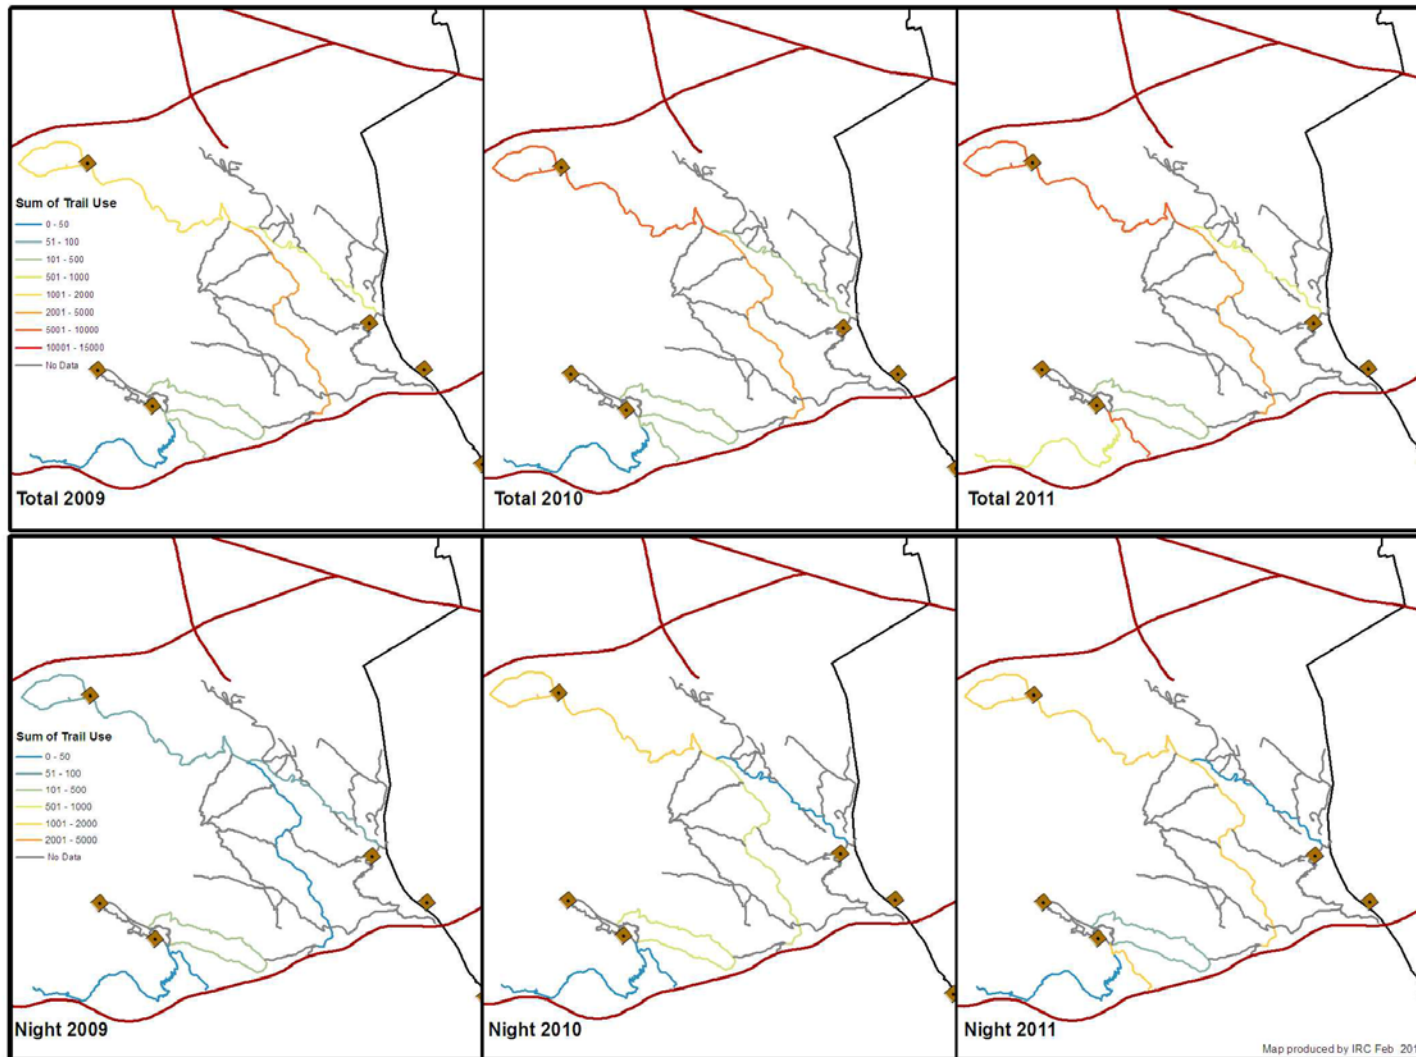 Sum of Trail Use
0 - 50
51 - 100
101 - 500
501 - 1000
1001 - 2000
2001 - 5000
5001 - 10000
10001 - 15000
No Data
Total 2009
Total 2010
Total 2011
Sum of Trail Use
0 - 50
51 - 100
101 - 500
501 - 1000
1001 - 2000
2001 - 5000
No Data
Night 2009
Night 2010
Night 2011
Map produced by IRC Feb 201